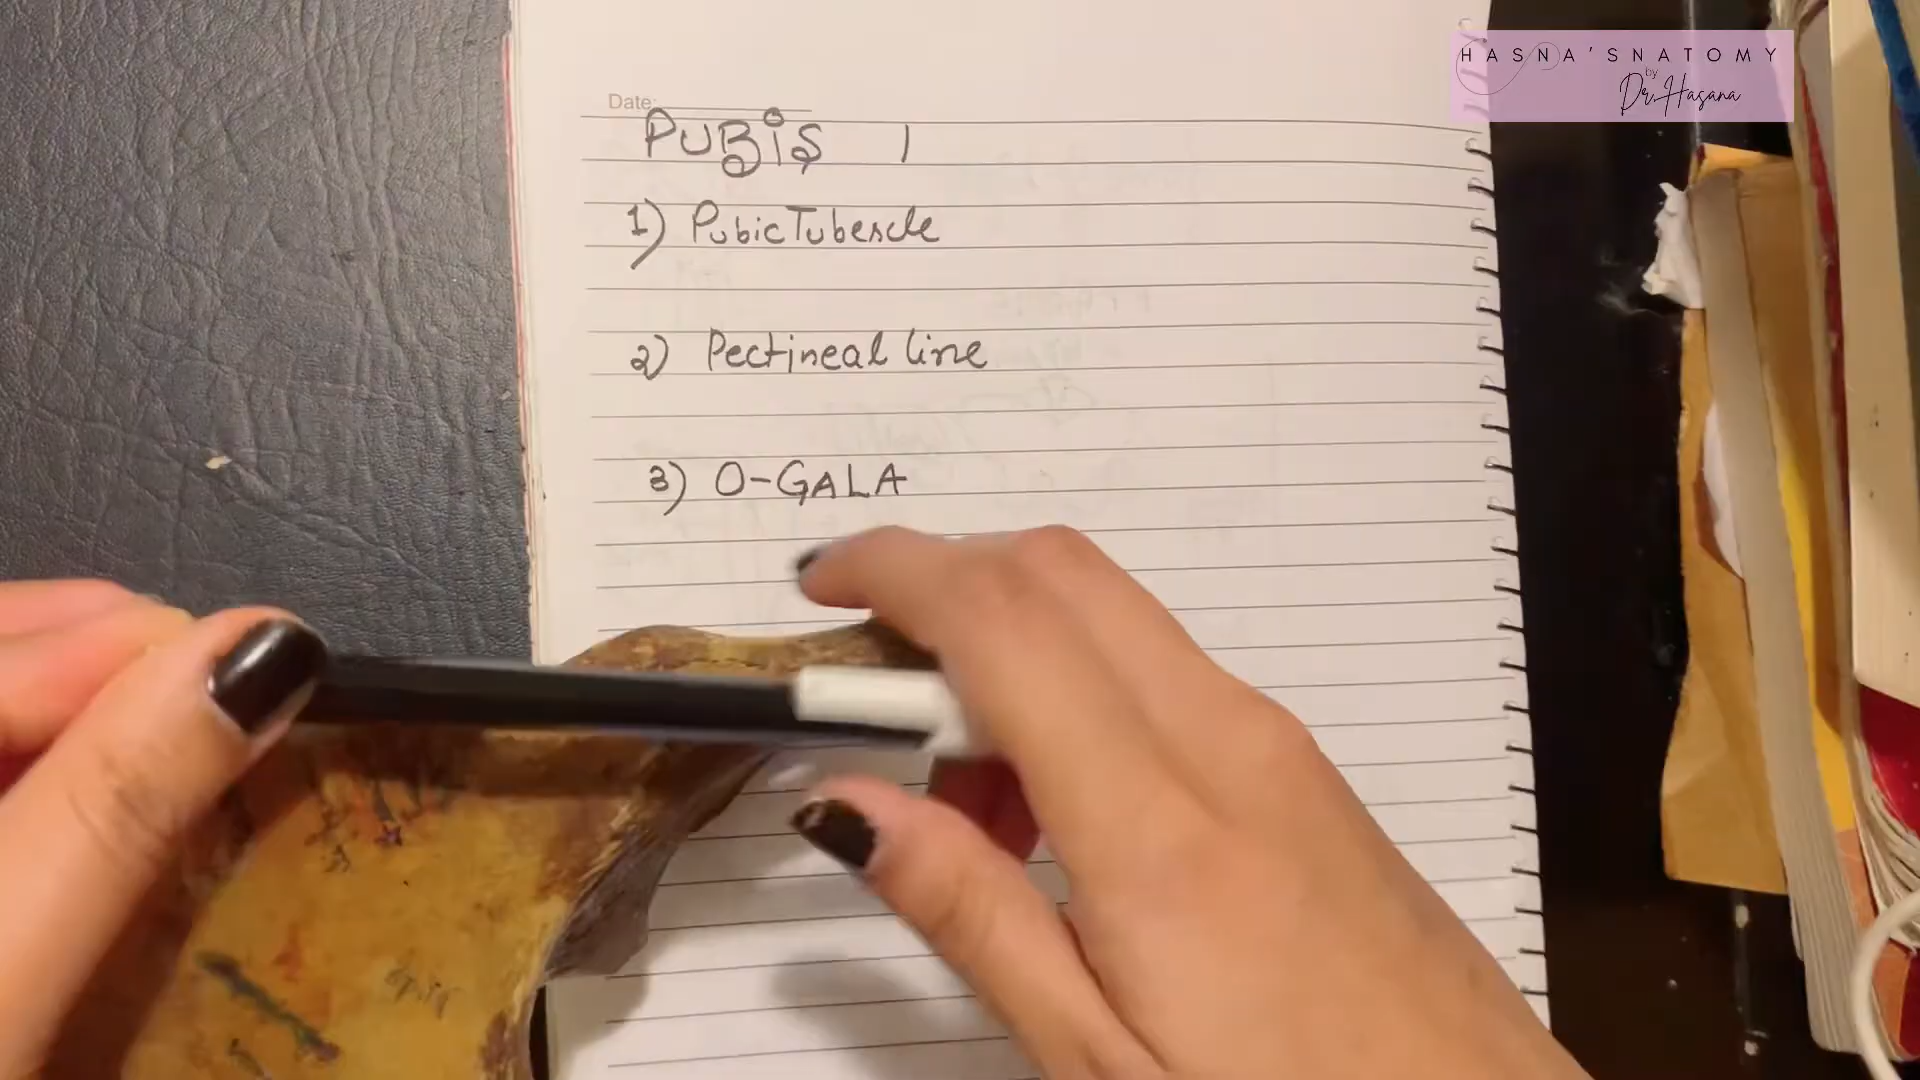 HASNA'SNATOMY
by
Dr.Hasana
Date:
PUBiS 1
1) Pubic Tubercle
2) Pectineal line
3) O-GALA